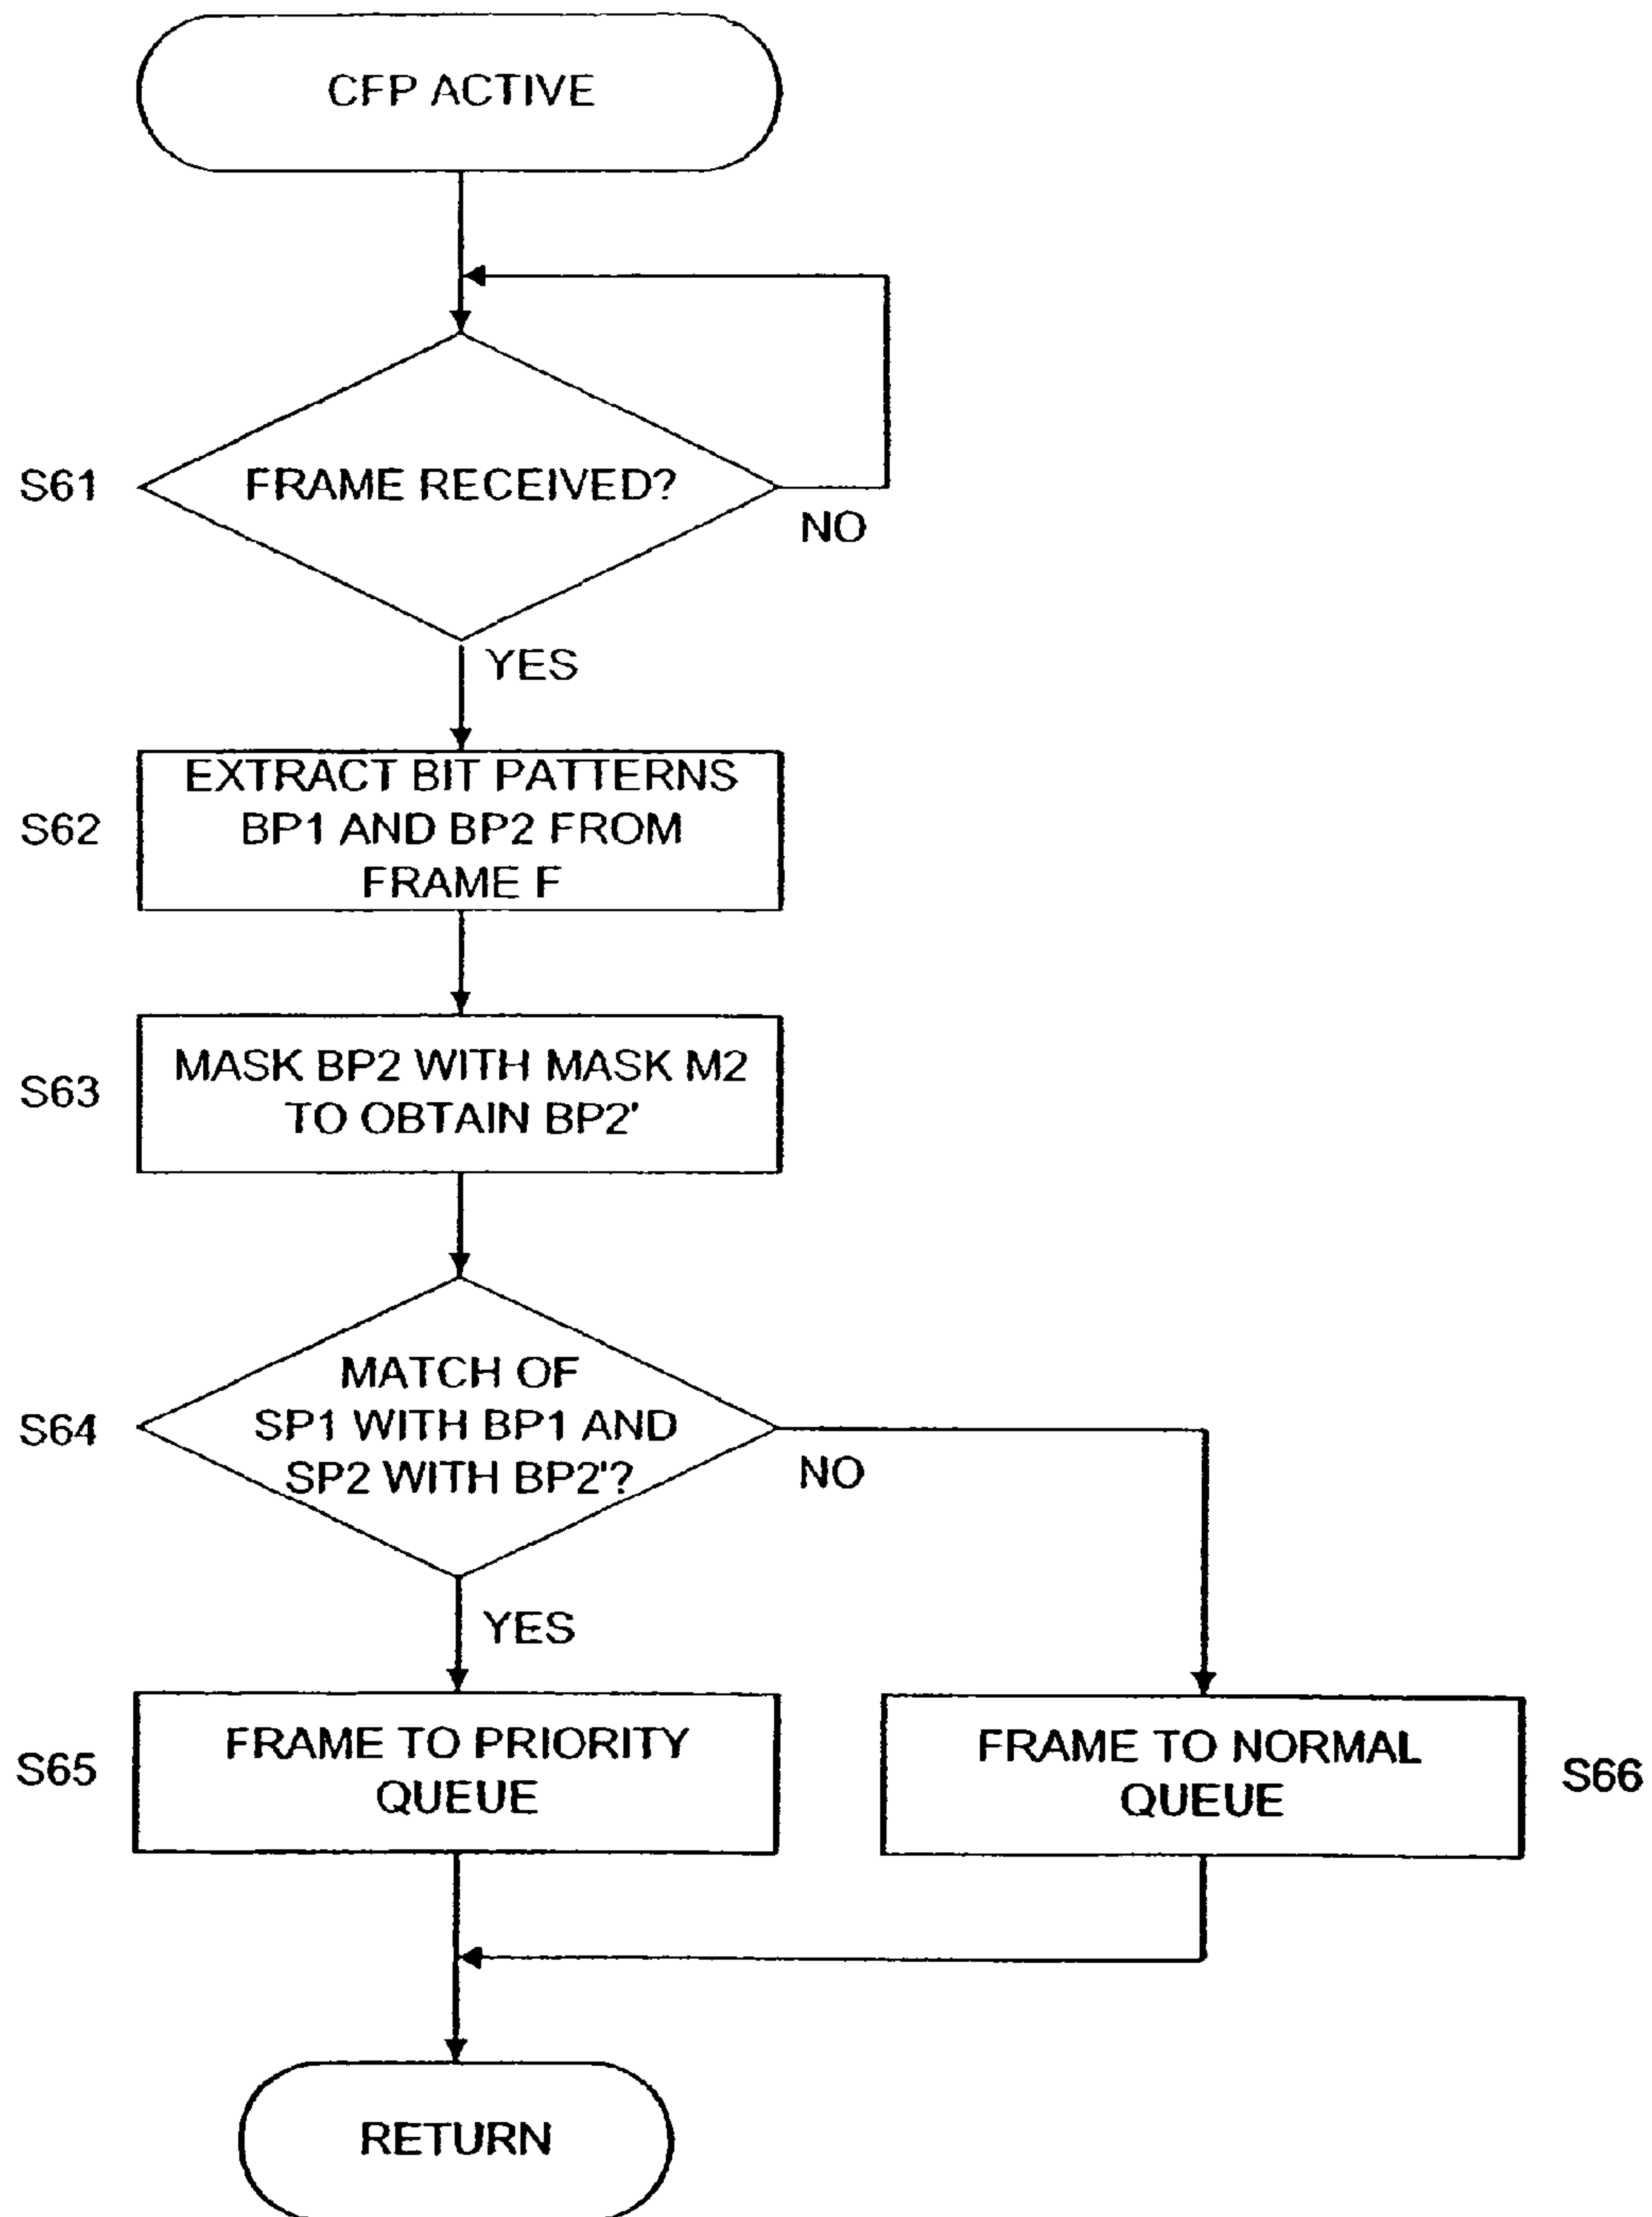 CFP ACTIVE
S61
FRAME RECEIVED?
NO
YES
S62
EXTRACT BIT PATTERNS
BP1 AND BP2 FROM
FRAME F
S63
MASK BP2 WITH MASK M2
TO OBTAIN BP2'
S64
MATCH OF
SP1 WITH BP1 AND
SP2 WITH BP2'?
NO
YES
S65
FRAME TO PRIORITY
QUEUE
FRAME TO NORMAL
QUEUE
S66
RETURN